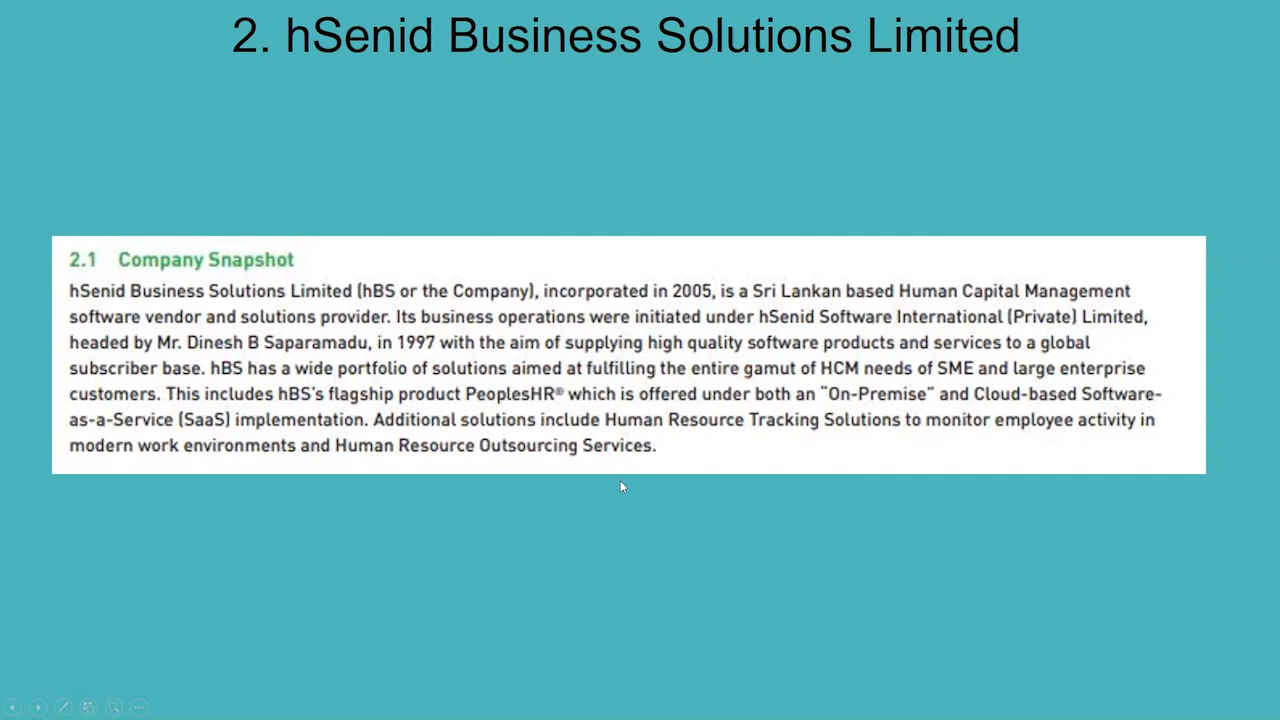 2. hSenid Business Solutions Limited
2.1 Company Snapshot
hSenid Business Solutions Limited (hBS or the Company), incorporated in 2005, is a Sri Lankan based Human Capital Management
software vendor and solutions provider. Its business operations were initiated under hSenid Software International (Private) Limited,
headed by Mr. Dinesh B Saparamadu, in 1997 with the aim of supplying high quality software products and services to a global
subscriber base. hBS has a wide portfolio of solutions aimed at fulfilling the entire gamut of HCM needs of SME and large enterprise
customers. This includes hBS's flagship product PeoplesHR® which is offered under both an "On-Premise" and Cloud-based Software-
as-a-Service (SaaS) implementation. Additional solutions include Human Resource Tracking Solutions to monitor employee activity in
modern work environments and Human Resource Outsourcing Services.